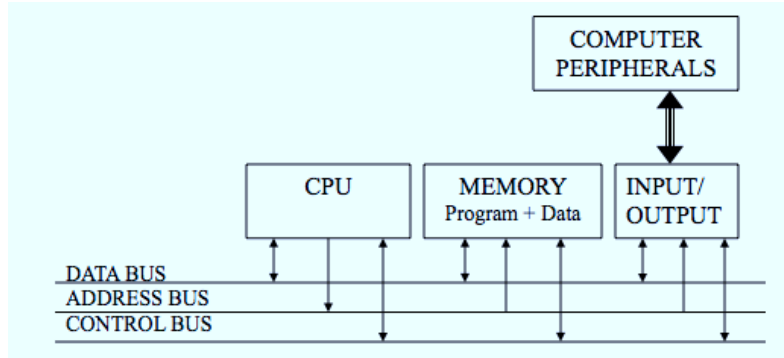 COMPUTER
PERIPHERALS
CPU
MEMORY
Program + Data
INPUT/
OUTPUT
DATA BUS
ADDRESS BUS
CONTROL BUS